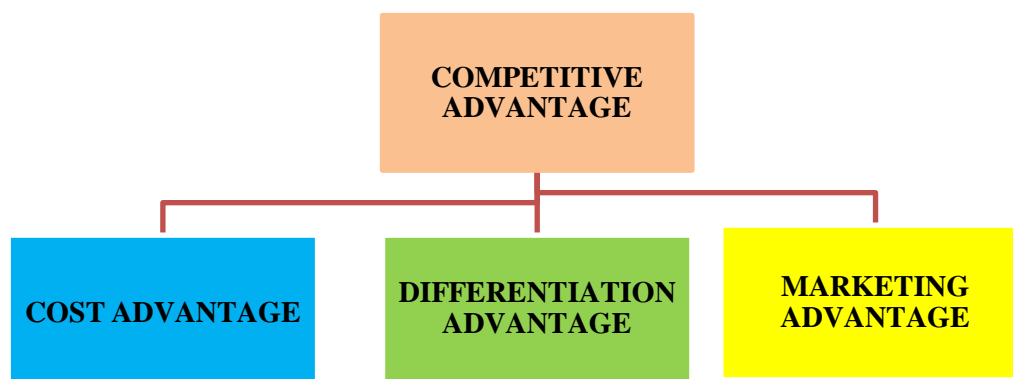 COMPETITIVE
ADVANTAGE
COST ADVANTAGE
DIFFERENTIATION
ADVANTAGE
MARKETING
ADVANTAGE